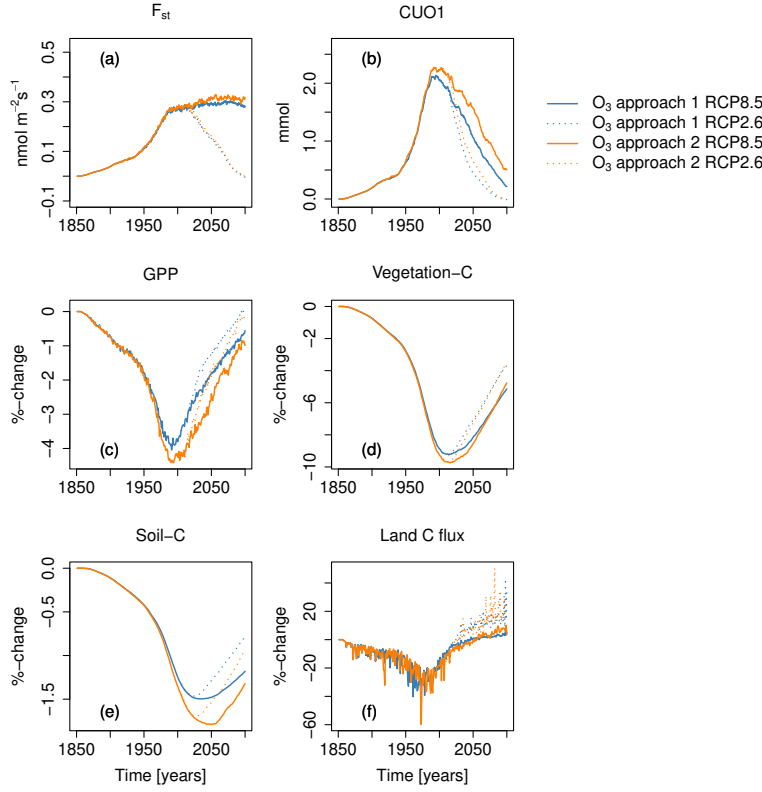 F_st
CUO1
(a)
(b)
nmol m⁻²s⁻¹
0.5
0.3
0.1
−0.1
mmol
2.0
1.0
0.0
1850 1950 2050
1850 1950 2050
O₃ approach 1 RCP8.5
O₃ approach 1 RCP2.6
O₃ approach 2 RCP8.5
O₃ approach 2 RCP2.6
GPP
Vegetation−C
%−change
0
−1
−2
−3
−4
(c)
%−change
0
−2
−6
−10
(d)
1850 1950 2050
1850 1950 2050
Soil−C
Land C flux
%−change
0.0
−0.5
−1.5
(e)
%−change
20
−20
−60
(f)
1850 1950 2050
1850 1950 2050
Time [years]
Time [years]